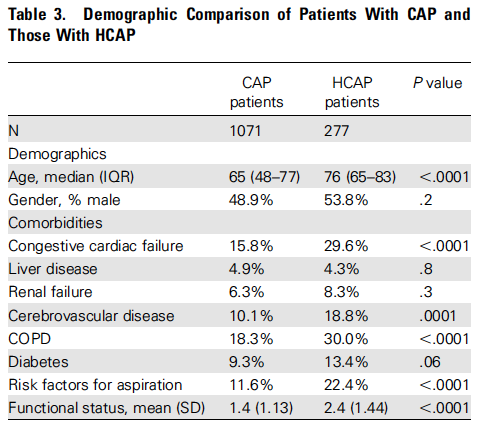 Table 3. Demographic Comparison of Patients With CAP and
Those With HCAP
CAP patients HCAP patients P value
N 1071 277
Demographics
Age, median (IQR) 65 (48–77) 76 (65–83) <.0001
Gender, % male 48.9% 53.8% .2
Comorbidities
Congestive cardiac failure 15.8% 29.6% <.0001
Liver disease 4.9% 4.3% .8
Renal failure 6.3% 8.3% .3
Cerebrovascular disease 10.1% 18.8% .0001
COPD 18.3% 30.0% <.0001
Diabetes 9.3% 13.4% .06
Risk factors for aspiration 11.6% 22.4% <.0001
Functional status, mean (SD) 1.4 (1.13) 2.4 (1.44) <.0001